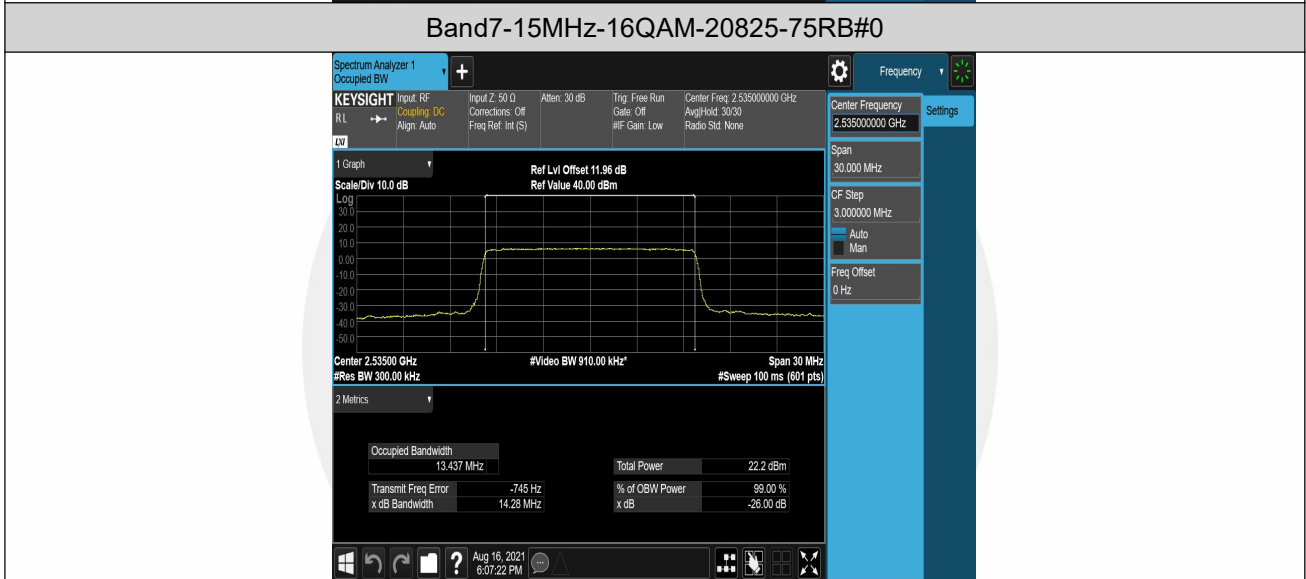 Band7-15MHz-16QAM-20825-75RB#0
Spectrum Analyzer 1
Occupied BW
+
Frequency
KEYSIGHT
R L
LXI
Input: RF
Coupling: DC
Align: Auto
Input Z: 50 Ω
Corrections: Off
Freq Ref: Int (S)
Atten: 30 dB
Trig: Free Run
Gate: Off
#IF Gain: Low
Center Freq: 2.535000000 GHz
Avg|Hold: 30/30
Radio Std: None
Center Frequency
2.535000000 GHz
Settings
Span
30.000 MHz
CF Step
3.000000 MHz
Auto
Man
Freq Offset
0 Hz
1 Graph
Ref Lvl Offset 11.96 dB
Scale/Div 10.0 dB
Ref Value 40.00 dBm
Log
30.0
20.0
10.0
0.00
-10.0
-20.0
-30.0
-40.0
-50.0
Center 2.53500 GHz
#Video BW 910.00 kHz*
Span 30 MHz
#Res BW 300.00 kHz
#Sweep 100 ms (601 pts)
2 Metrics
Occupied Bandwidth
13.437 MHz
Total Power 22.2 dBm
Transmit Freq Error -745 Hz
% of OBW Power 99.00 %
x dB Bandwidth 14.28 MHz
x dB -26.00 dB
?
Aug 16, 2021
6:07:22 PM